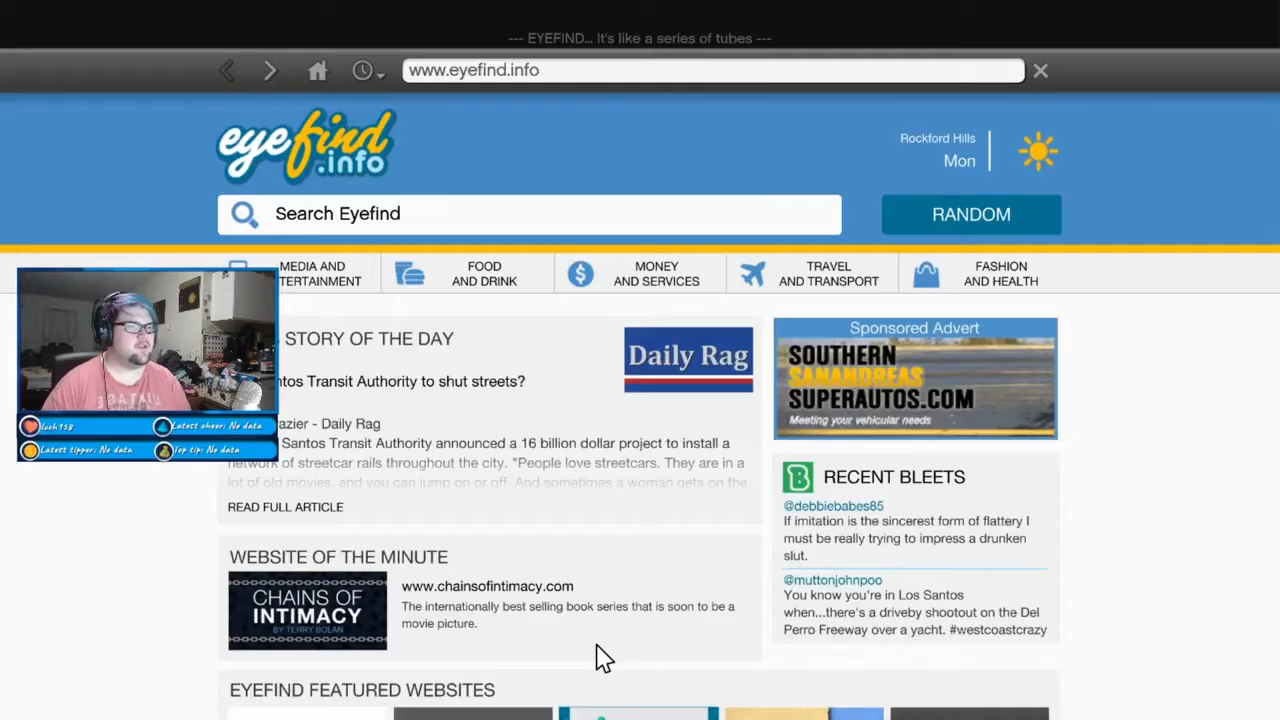 --- EYEFIND... It's like a series of tubes ---
www.eyefind.info
eyefind
.info
Rockford Hills
Mon
Search Eyefind
RANDOM
MEDIA AND
TERTAINMENT
FOOD
AND DRINK
MONEY
AND SERVICES
TRAVEL
AND TRANSPORT
FASHION
AND HEALTH
STORY OF THE DAY
Daily Rag
ntos Transit Authority to shut streets?
azier - Daily Rag
Santos Transit Authority announced a 16 billion dollar project to install a
network of streetcar rails throughout the city. "People love streetcars. They are in a
lot of old movies, and you can jump on or off. And sometimes a woman gets on the
READ FULL ARTICLE
Latest cheer: No data
Latest tipper: No data
Top tip: No data
WEBSITE OF THE MINUTE
CHAINS OF
INTIMACY
BY TERRY BOLAN
www.chainsofintimacy.com
The internationally best selling book series that is soon to be a
movie picture.
EYEFIND FEATURED WEBSITES
Sponsored Advert
SOUTHERN
SANANDREAS
SUPERAUTOS.COM
Meeting your vehicular needs
RECENT BLEETS
@debbiebabes85
If imitation is the sincerest form of flattery I
must be really trying to impress a drunken
slut.
@muttonjohnpoo
You know you're in Los Santos
when...there's a driveby shootout on the Del
Perro Freeway over a yacht. #westcoastcrazy